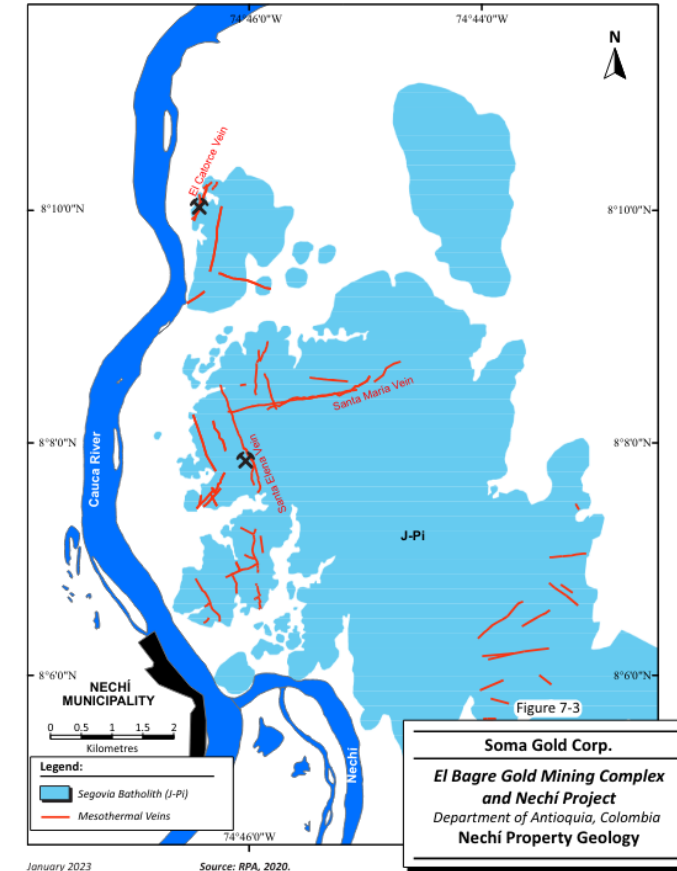 74°46'0"W
74°44'0"W
N
El Catorce Vein
8°10'0"N
8°10'0"N
Santa Maria Vein
8°8'0"N
8°8'0"N
Cauca River
Santa Elena Vein
J-Pi
8°6'0"N
8°6'0"N
NECHÍ
MUNICIPALITY
0 0.5 1 1.5 2
Kilometres
Nechí
Figure 7-3
Legend:
Segovia Batholith (J-Pi)
Mesothermal Veins
74°46'0"W
Soma Gold Corp.
El Bagre Gold Mining Complex
and Nechí Project
Department of Antioquia, Colombia
Nechí Property Geology
January 2023
Source: RPA, 2020.